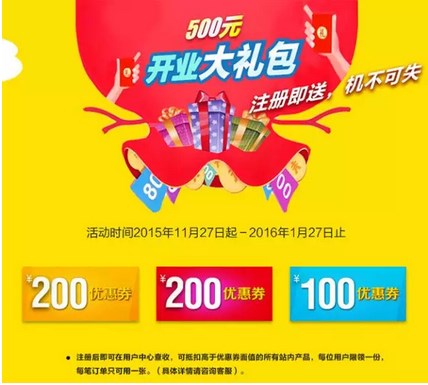 500元
开业大礼包
注册即送，机不可失
活动时间2015年11月27日起－2016年1月27日止
¥200优惠券
¥200优惠券
¥100优惠券
● 注册后即可在用户中心查收，可抵扣高于优惠券面值的所有站内产品、每位用户限领一份，
每笔订单只可用一张。（具体详情请咨询客服）。